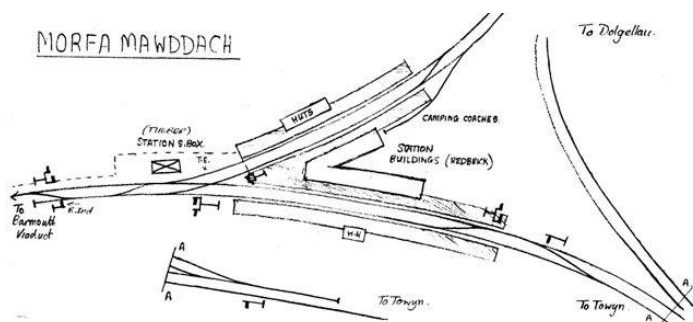 MORFA MAWDDACH
To Dolgellau.
HUTS
CAMPING COACHES.
(TIMBER)
STATION S.BOX.
T.E.
STATION
BUILDINGS (REDBRICK)
To
Barmouth
Viaduct
W.H
A
A
To Towyn.
To Towyn.
A
A